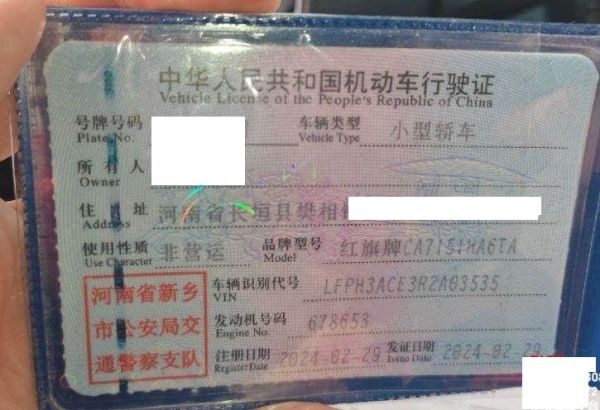 中华人民共和国机动车行驶证
Vehicle License of the People's Republic of China
号牌号码 车辆类型 小型轿车
Plate No. Vehicle Type
所有人
Owner
住址 河南省长垣县樊相
Address
使用性质 非营运 品牌型号 红旗牌CA7151HA6TA
Use Character Model
河南省新乡市公安局交通警察支队
车辆识别代号 LFPH3ACE3R2A03535
VIN
发动机号码 678653
Engine No.
注册日期 2024-02-29 发证日期 2024-02-29
Register Date Issue Date